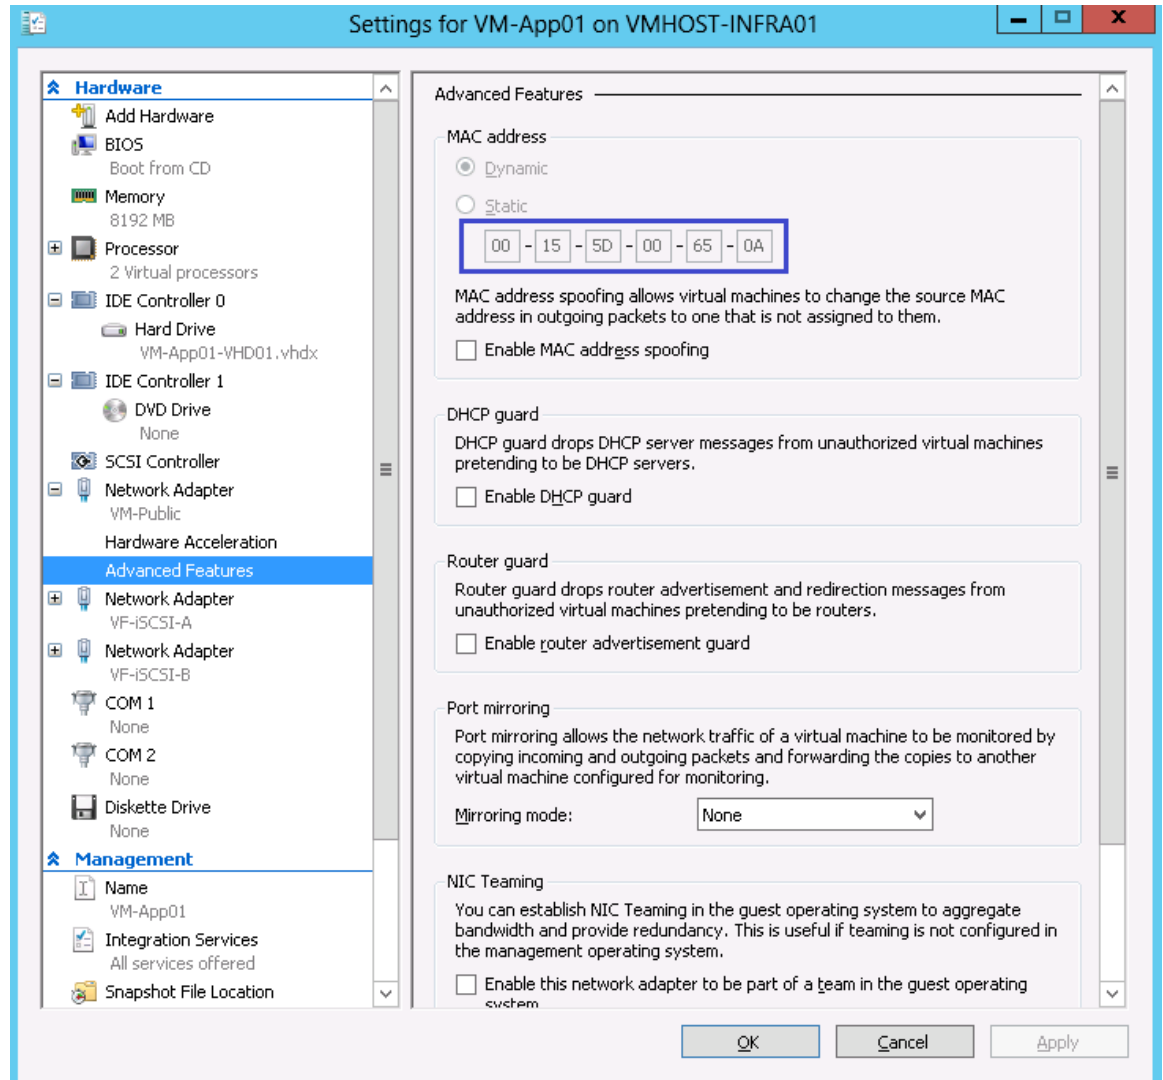 Settings for VM-App01 on VMHOST-INFRA01
Hardware
Add Hardware
BIOS
Boot from CD
Memory
8192 MB
Processor
2 Virtual processors
IDE Controller 0
Hard Drive
VM-App01-VHD01.vhdx
IDE Controller 1
DVD Drive
None
SCSI Controller
Network Adapter
VM-Public
Hardware Acceleration
Advanced Features
Network Adapter
VF-iSCSI-A
Network Adapter
VF-iSCSI-B
COM 1
None
COM 2
None
Diskette Drive
None
Management
Name
VM-App01
Integration Services
All services offered
Snapshot File Location
Advanced Features
MAC address
Dynamic
Static
00 - 15 - 5D - 00 - 65 - 0A
MAC address spoofing allows virtual machines to change the source MAC
address in outgoing packets to one that is not assigned to them.
Enable MAC address spoofing
DHCP guard
DHCP guard drops DHCP server messages from unauthorized virtual machines
pretending to be DHCP servers.
Enable DHCP guard
Router guard
Router guard drops router advertisement and redirection messages from
unauthorized virtual machines pretending to be routers.
Enable router advertisement guard
Port mirroring
Port mirroring allows the network traffic of a virtual machine to be monitored by
copying incoming and outgoing packets and forwarding the copies to another
virtual machine configured for monitoring.
Mirroring mode: None
NIC Teaming
You can establish NIC Teaming in the guest operating system to aggregate
bandwidth and provide redundancy. This is useful if teaming is not configured in
the management operating system.
Enable this network adapter to be part of a team in the guest operating
system
OK Cancel Apply